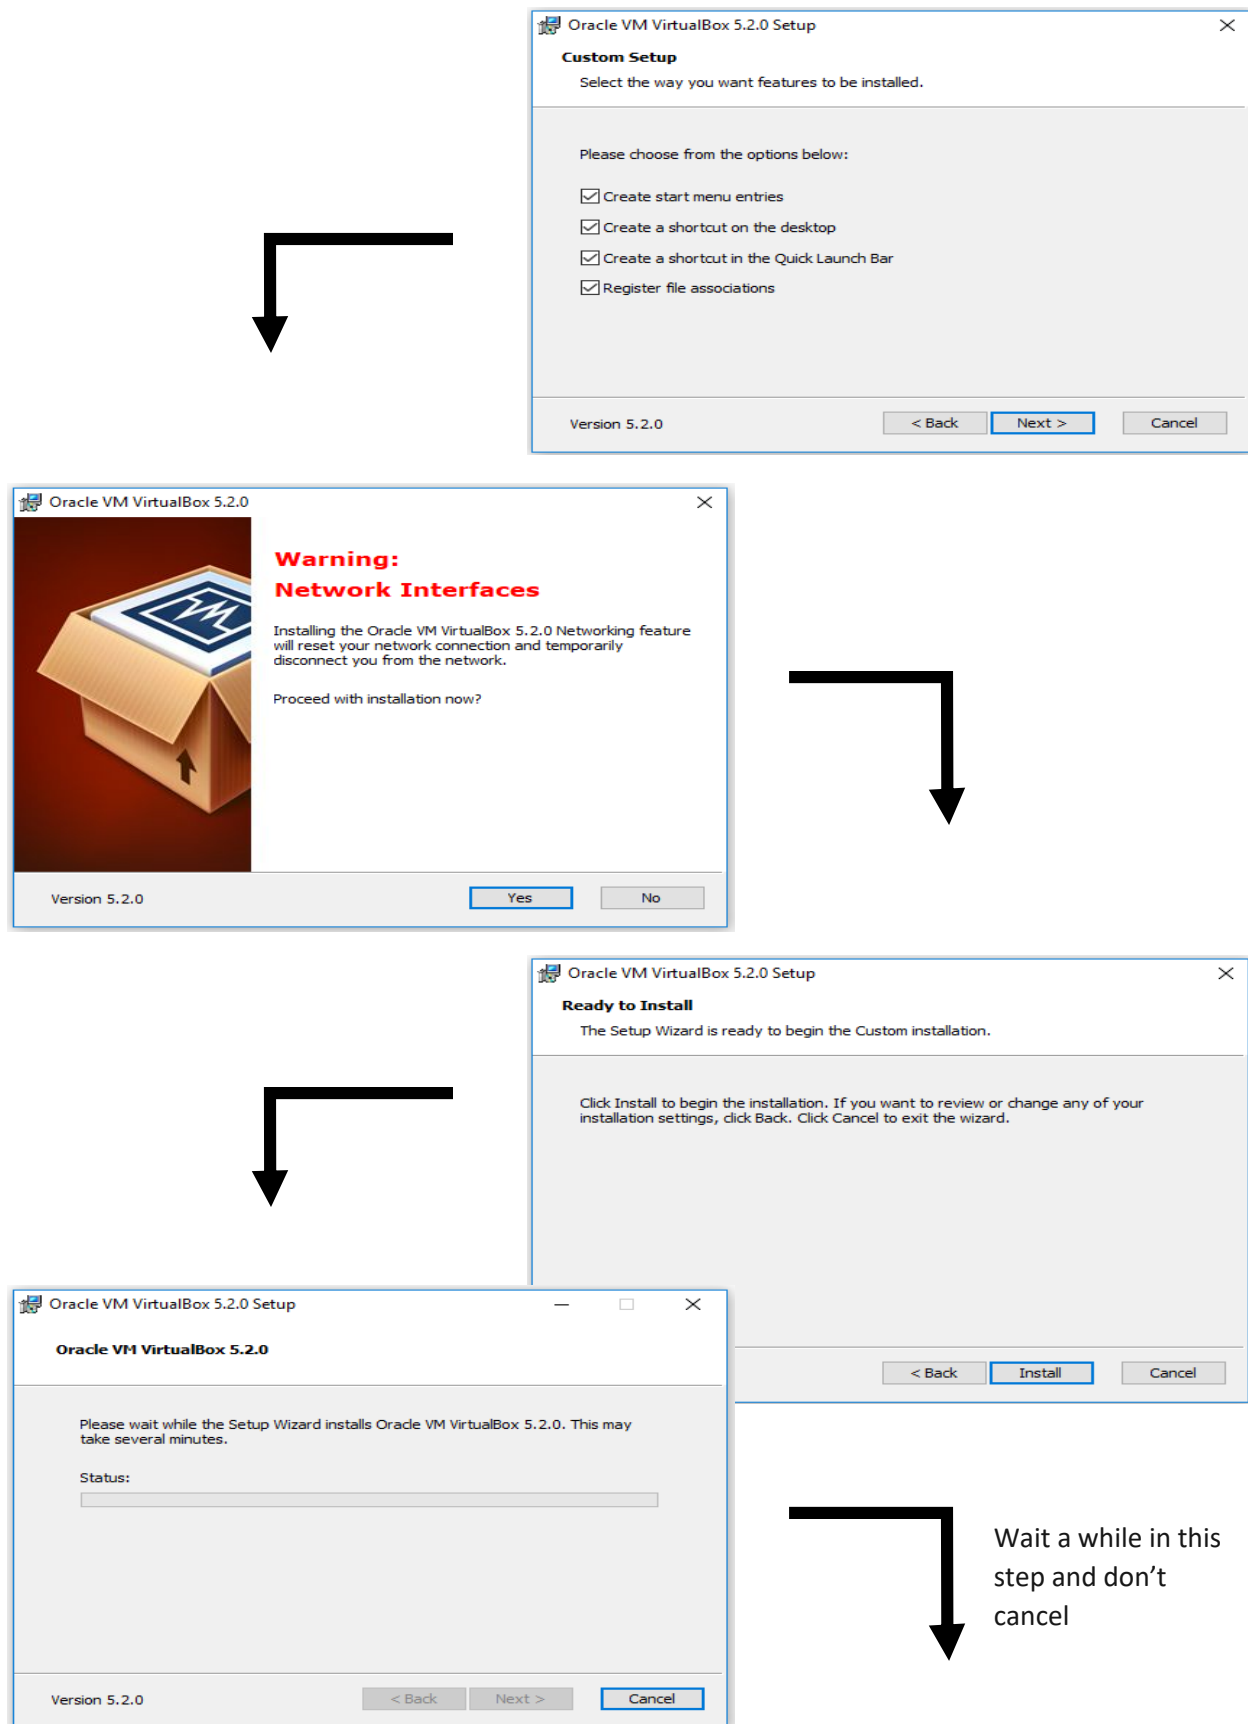 Oracle VM VirtualBox 5.2.0 Setup
Custom Setup
Select the way you want features to be installed.
Please choose from the options below:
Create start menu entries
Create a shortcut on the desktop
Create a shortcut in the Quick Launch Bar
Register file associations
Version 5.2.0
< Back Next > Cancel
Oracle VM VirtualBox 5.2.0
Warning:
Network Interfaces
Installing the Oracle VM VirtualBox 5.2.0 Networking feature
will reset your network connection and temporarily
disconnect you from the network.
Proceed with installation now?
Version 5.2.0
Yes No
Oracle VM VirtualBox 5.2.0 Setup
Ready to Install
The Setup Wizard is ready to begin the Custom installation.
Click Install to begin the installation. If you want to review or change any of your
installation settings, click Back. Click Cancel to exit the wizard.
< Back Install Cancel
Oracle VM VirtualBox 5.2.0 Setup
Oracle VM VirtualBox 5.2.0
Please wait while the Setup Wizard installs Oracle VM VirtualBox 5.2.0. This may
take several minutes.
Status:
Version 5.2.0
< Back Next > Cancel
Wait a while in this
step and don’t
cancel